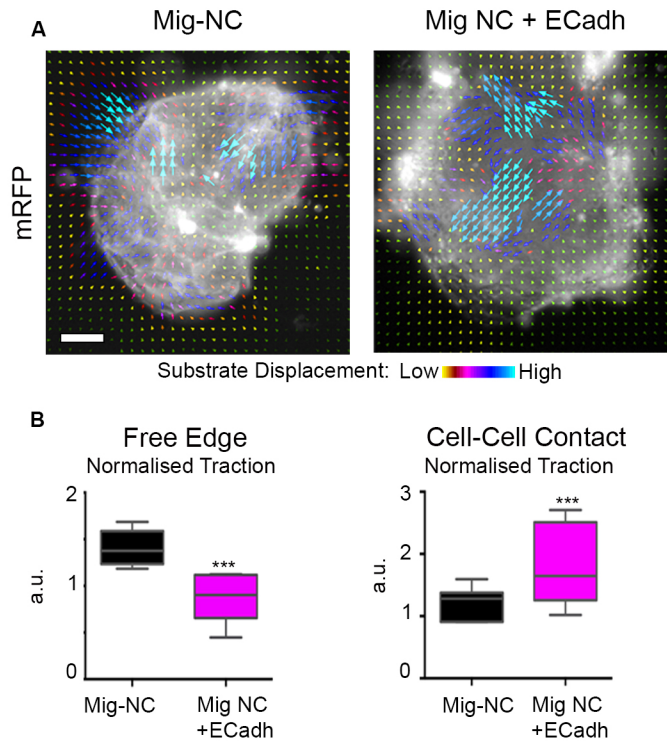 A
Mig-NC
Mig NC + ECadh
mRFP
Substrate Displacement: Low High
B
Free Edge
Normalised Traction
2
1
0
a.u.
***
Mig-NC
Mig NC
+ECadh
Cell-Cell Contact
Normalised Traction
3
2
1
0
a.u.
***
Mig-NC
Mig NC
+ECadh